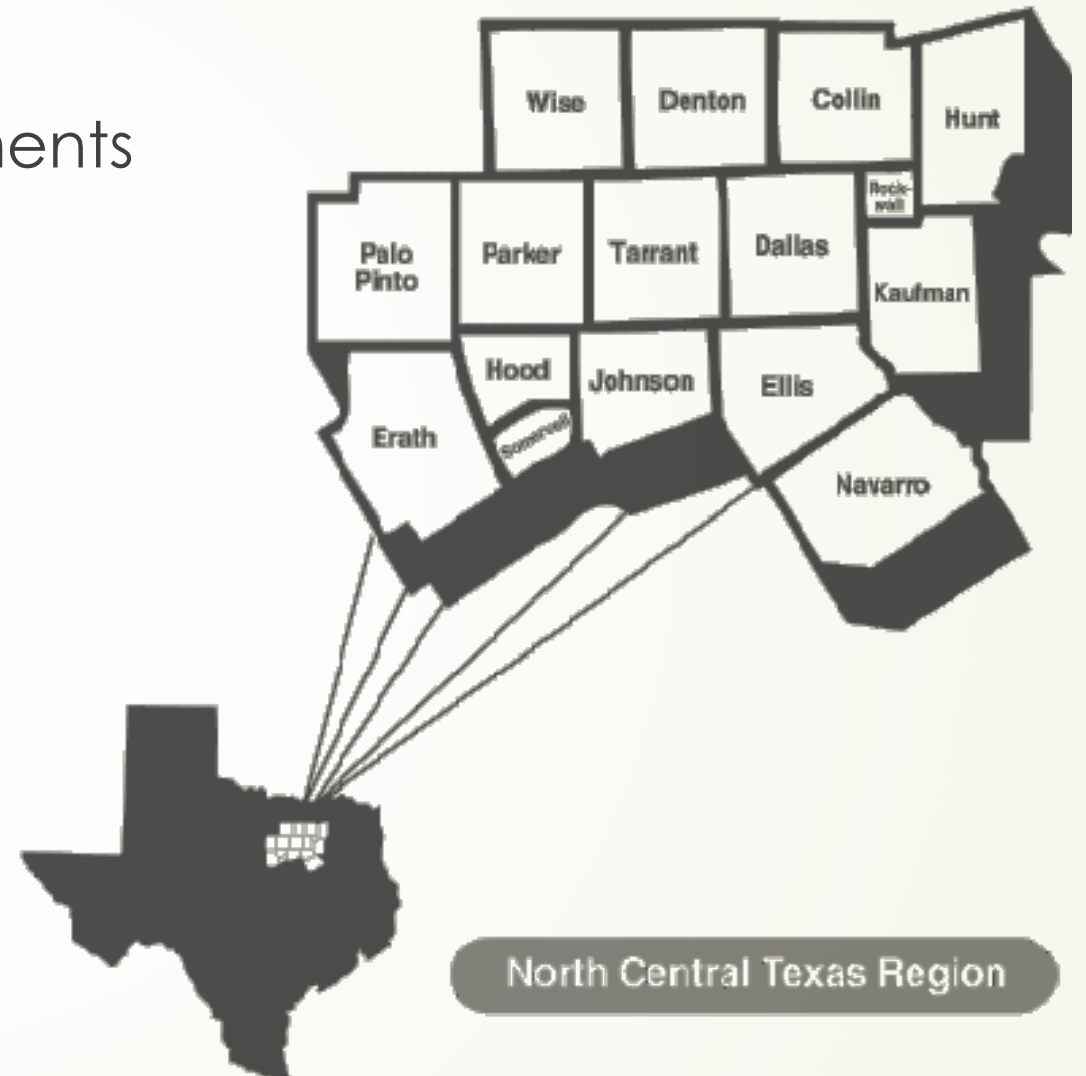 ments
Wise
Denton
Collin
Hunt
Rock-
wall
Palo
Pinto
Parker
Tarrant
Dallas
Kaufman
Hood
Johnson
Ellis
Somervell
Erath
Navarro
North Central Texas Region